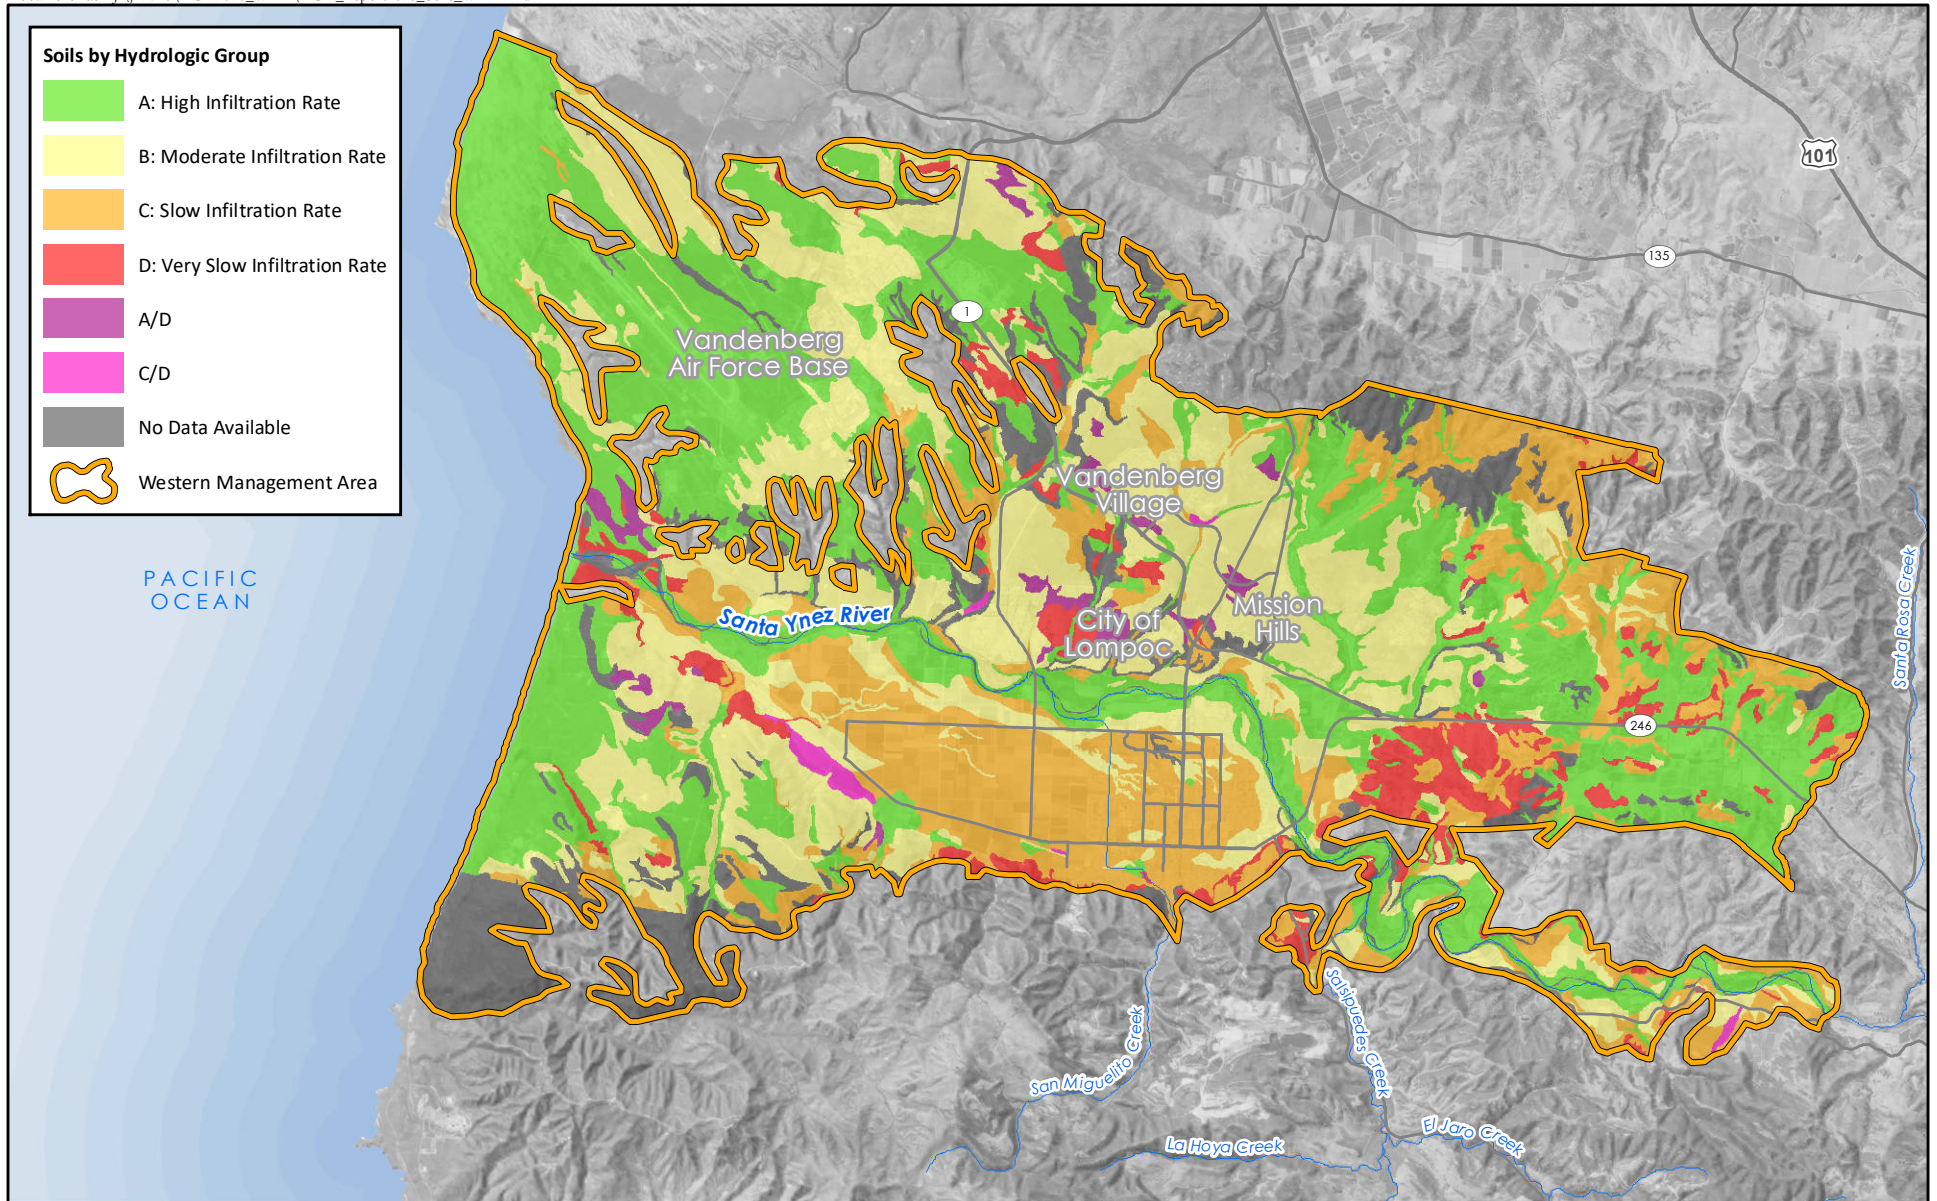 Soils by Hydrologic Group
A: High Infiltration Rate
B: Moderate Infiltration Rate
C: Slow Infiltration Rate
D: Very Slow Infiltration Rate
A/D
C/D
No Data Available
Western Management Area
101
135
1
Vandenberg
Air Force Base
Vandenberg
Village
PACIFIC
OCEAN
Santa Ynez River
City of
Lompoc
Mission
Hills
Santa Rosa Creek
246
San Miguelito Creek
Salsipuedes Creek
La Hoya Creek
El Jaro Creek